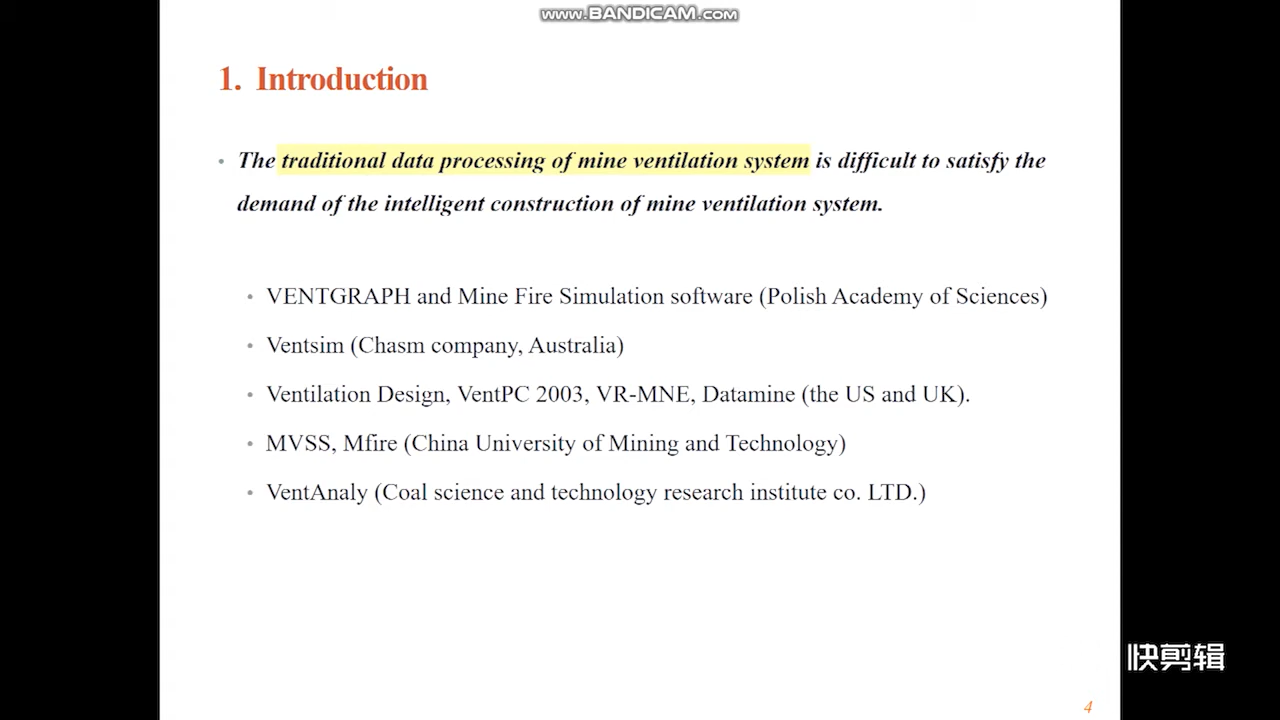 www.BANDICAM.com
1. Introduction
• The traditional data processing of mine ventilation system is difficult to satisfy the
demand of the intelligent construction of mine ventilation system.
• VENTGRAPH and Mine Fire Simulation software (Polish Academy of Sciences)
• Ventsim (Chasm company, Australia)
• Ventilation Design, VentPC 2003, VR-MNE, Datamine (the US and UK).
• MVSS, Mfire (China University of Mining and Technology)
• VentAnaly (Coal science and technology research institute co. LTD.)
快剪辑
4